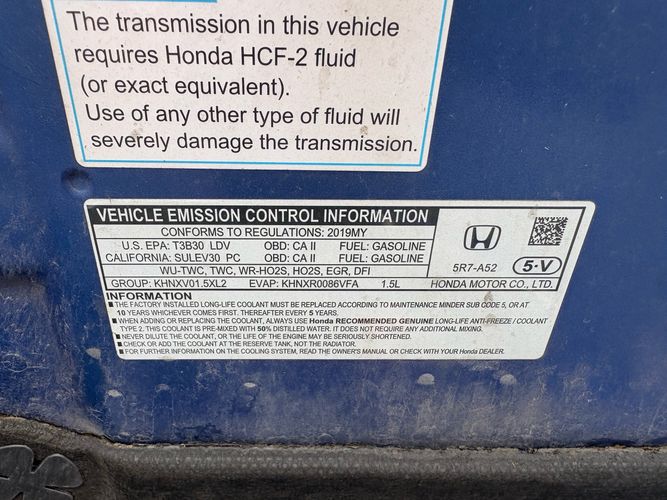 The transmission in this vehicle
requires Honda HCF-2 fluid
(or exact equivalent).
Use of any other type of fluid will
severely damage the transmission.
VEHICLE EMISSION CONTROL INFORMATION
CONFORMS TO REGULATIONS: 2019MY
U.S. EPA: T3B30 LDV OBD: CA II FUEL: GASOLINE
CALIFORNIA: SULEV30 PC OBD: CA II FUEL: GASOLINE
WU-TWC, TWC, WR-HO2S, HO2S, EGR, DFI
GROUP: KHNXV01.5XL2 EVAP: KHNXR0086VFA 1.5L
5R7-A52 5·V
HONDA MOTOR CO., LTD.
INFORMATION
■ THE FACTORY INSTALLED LONG-LIFE COOLANT MUST BE REPLACED ACCORDING TO MAINTENANCE MINDER SUB CODE 5, OR AT
10 YEARS WHICHEVER COMES FIRST. THEREAFTER EVERY 5 YEARS.
■ WHEN ADDING OR REPLACING THE COOLANT, ALWAYS USE Honda RECOMMENDED GENUINE LONG-LIFE ANTI-FREEZE / COOLANT
TYPE 2. THIS COOLANT IS PRE-MIXED WITH 50% DISTILLED WATER. IT DOES NOT REQUIRE ANY ADDITIONAL MIXING.
■ NEVER DILUTE THE COOLANT, OR THE LIFE OF THE ENGINE MAY BE SERIOUSLY SHORTENED.
■ CHECK OR ADD THE COOLANT AT THE RESERVE TANK, NOT THE RADIATOR.
■ FOR FURTHER INFORMATION ON THE COOLING SYSTEM, READ THE OWNER'S MANUAL OR CHECK WITH YOUR Honda DEALER.